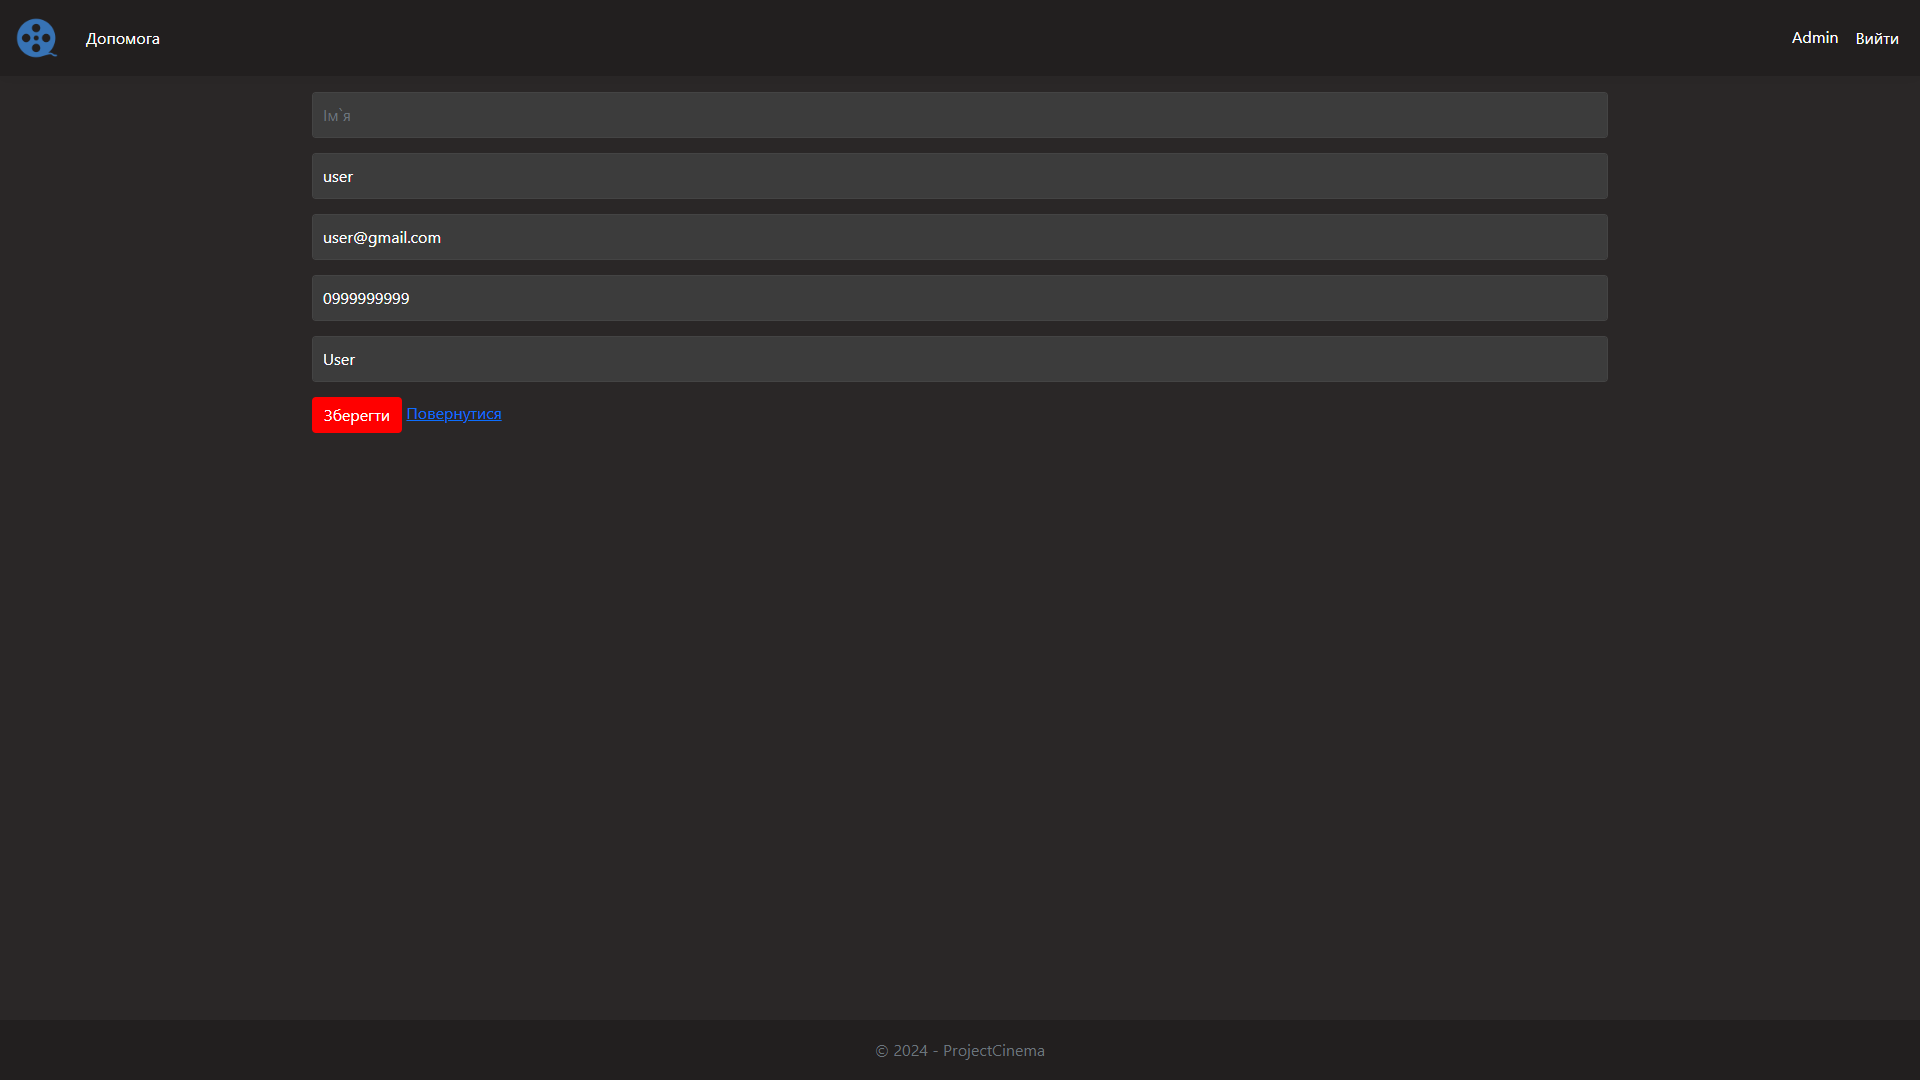 Допомога
Admin
Вийти
Ім`я
user
user@gmail.com
0999999999
User
Зберегти
Повернутися
© 2024 - ProjectCinema